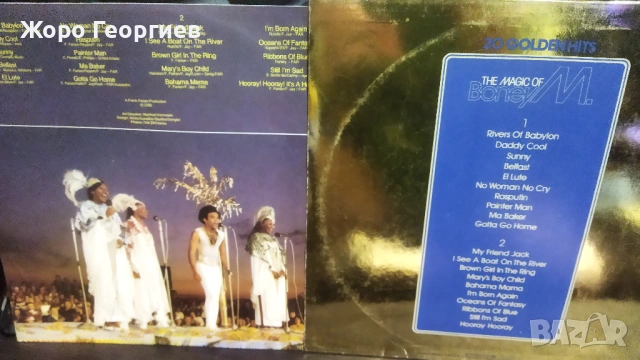 Жоро Георгиев
2
I'm Born Again
Rasputin
I See A Boat On The River
Oceans Of Fantasy
Sunny
Painter Man
Brown Girl In The Ring
Ribbons Of Blue
Belfast
Ma Baker
Mary's Boy Child
Still I'm Sad
El Lute
Gotta Go Home
Bahama Mama
20 GOLDEN HITS
THE MAGIC OF
Boney M.
1
Rivers Of Babylon
Daddy Cool
Sunny
Belfast
El Lute
No Woman No Cry
Rasputin
Painter Man
Ma Baker
Gotta Go Home
2
My Friend Jack
I See A Boat On The River
Brown Girl In The Ring
Mary's Boy Child
Bahama Mama
I'm Born Again
Oceans Of Fantasy
Ribbons Of Blue
Still I'm Sad
Hooray Hooray
BAZAR
bg